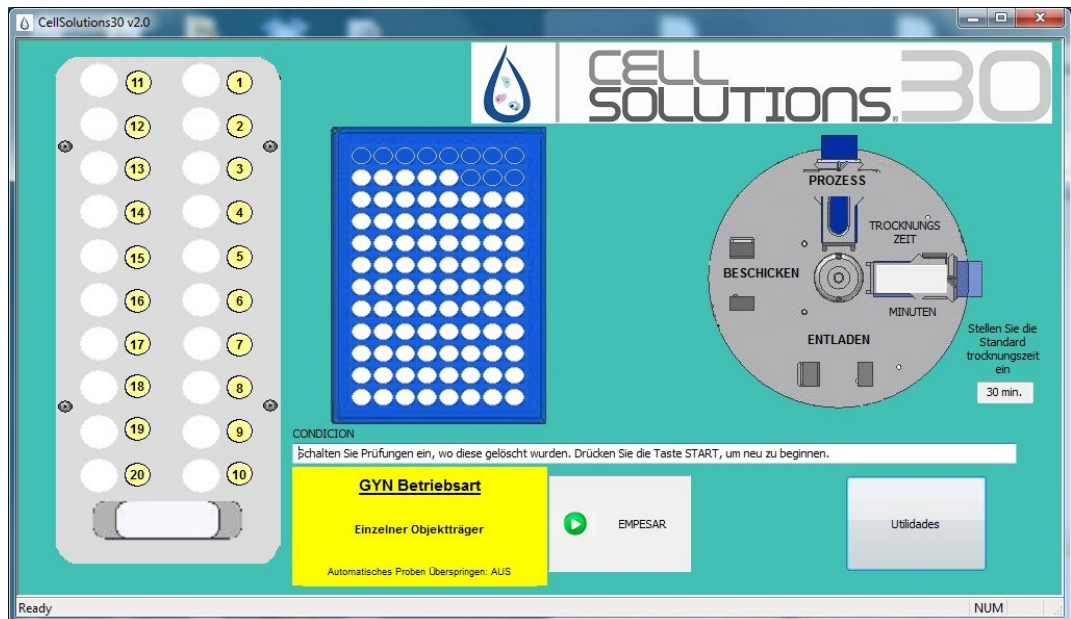 CellSolutions30 v2.0
CELL
SOLUTIONS. 30
11 1
12 2
13 3
14 4
15 5
16 6
17 7
18 8
19 9
20 10
PROZESS
TROCKNUNGS
ZEIT
BESCHICKEN
MINUTEN
ENTLADEN
Stellen Sie die
Standard
trocknungszeit
ein
30 min.
CONDICION
Schalten Sie Prüfungen ein, wo diese gelöscht wurden. Drücken Sie die Taste START, um neu zu beginnen.
GYN Betriebsart
Einzelner Objektträger
Automatisches Proben Überspringen: AUS
EMPESAR
Utilidades
Ready
NUM